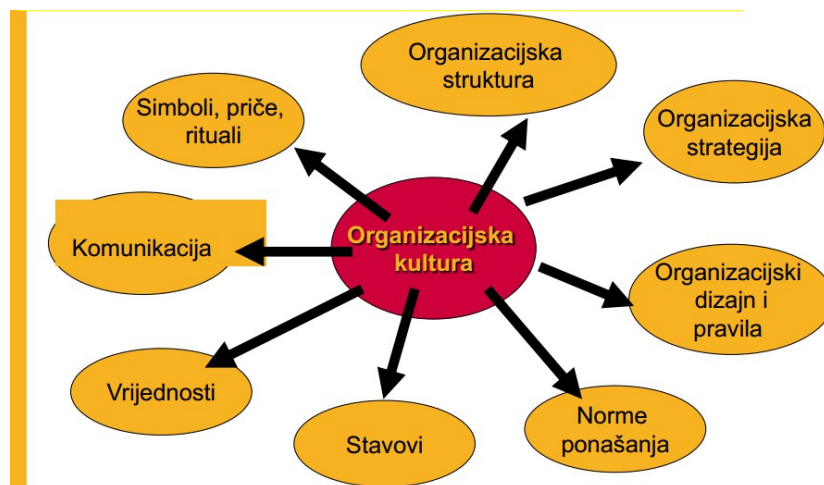 Organizacijska
struktura
Simboli, priče,
rituali
Organizacijska
strategija
Organizacijska
kultura
Komunikacija
Organizacijski
dizajn i
pravila
Vrijednosti
Stavovi
Norme
ponašanja